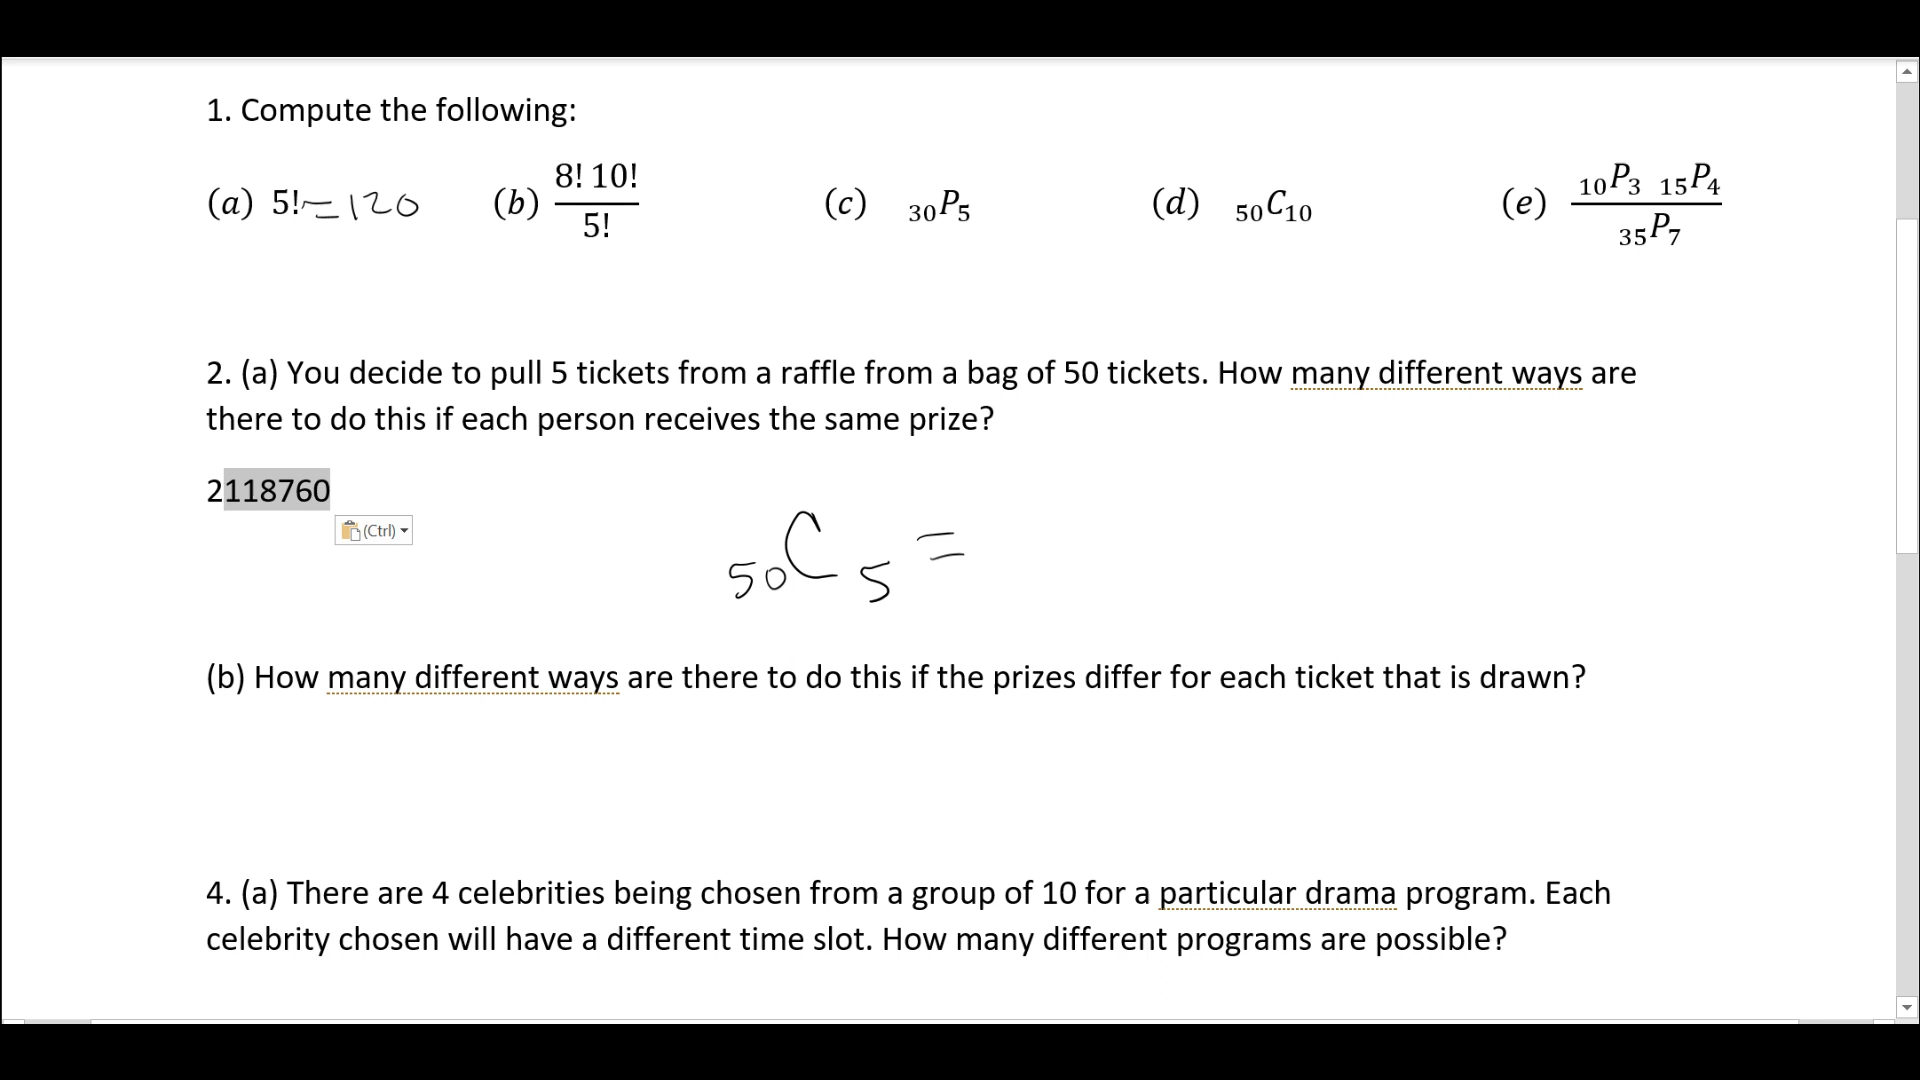 1. Compute the following:
(a) 5! = 120 (b) 8! 10! / 5! (c) ₃₀P₅ (d) ₅₀C₁₀ (e) ₁₀P₃ ₁₅P₄ / ₃₅P₇
2. (a) You decide to pull 5 tickets from a raffle from a bag of 50 tickets. How many different ways are
there to do this if each person receives the same prize?
2118760
(Ctrl)
₅₀C₅ =
(b) How many different ways are there to do this if the prizes differ for each ticket that is drawn?
4. (a) There are 4 celebrities being chosen from a group of 10 for a particular drama program. Each
celebrity chosen will have a different time slot. How many different programs are possible?